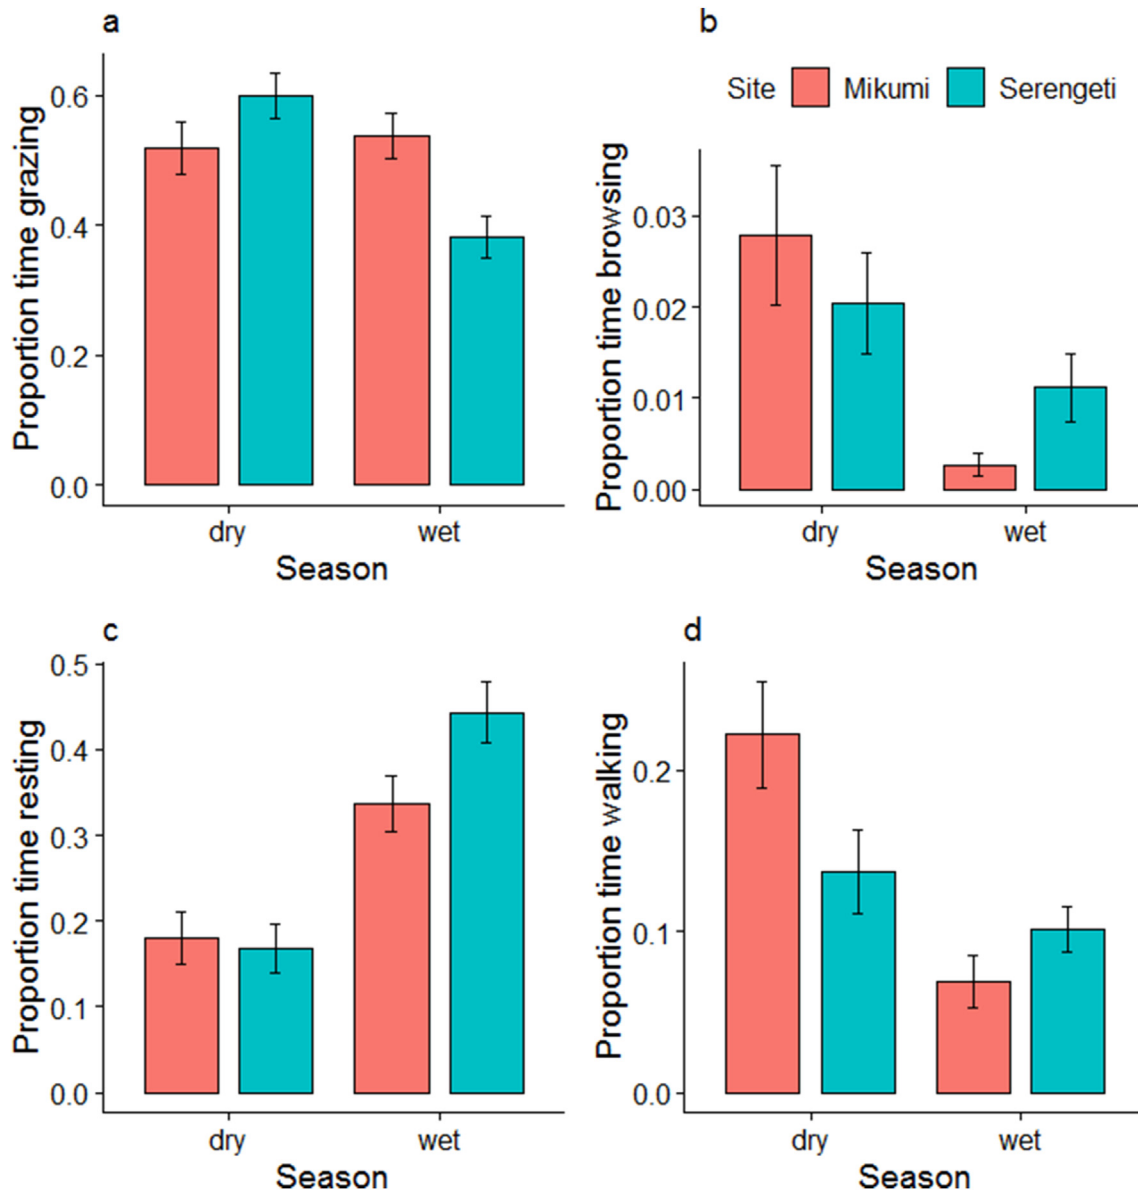 a
Proportion time grazing
0.6
0.4
0.2
0.0
dry wet
Season
b
Site Mikumi Serengeti
Proportion time browsing
0.03
0.02
0.01
0.00
dry wet
Season
c
Proportion time resting
0.5
0.4
0.3
0.2
0.1
0.0
dry wet
Season
d
Proportion time walking
0.2
0.1
0.0
dry wet
Season